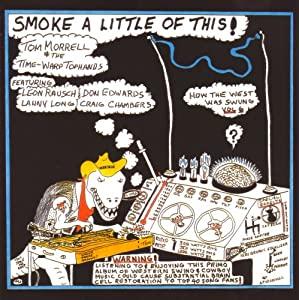 SMOKE A LITTLE OF THIS!
TOM MORRELL
& THE
TIME-WARP TOPHANDS
FEATURING:
LEON RAUSCH
LANNY LONG
DON EDWARDS
CRAIG CHAMBERS
HOW THE WEST
WAS SWUNG
VOL 6
?
WARNING!
LISTENING TO & ENJOYING THIS PRIMO
ALBUM OF WESTERN SWING & COWBOY
MUSIC COULD CAUSE SUBSTANTIAL BRAIN
CELL RESTORATION TO TOP 40 SONG FANS!